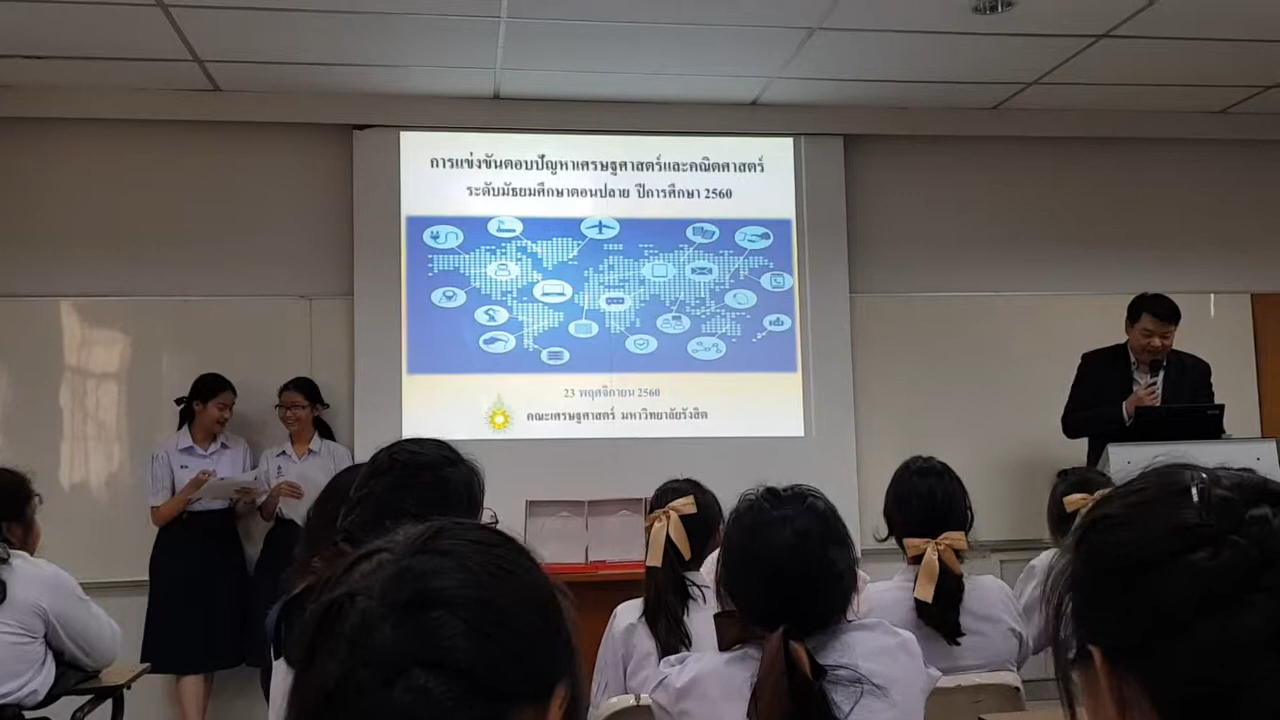 การแข่งขันตอบปัญหาเศรษฐศาสตร์และคณิตศาสตร์
ระดับมัธยมศึกษาตอนปลาย ปีการศึกษา 2560
23 พฤศจิกายน 2560
คณะเศรษฐศาสตร์ มหาวิทยาลัยรังสิต